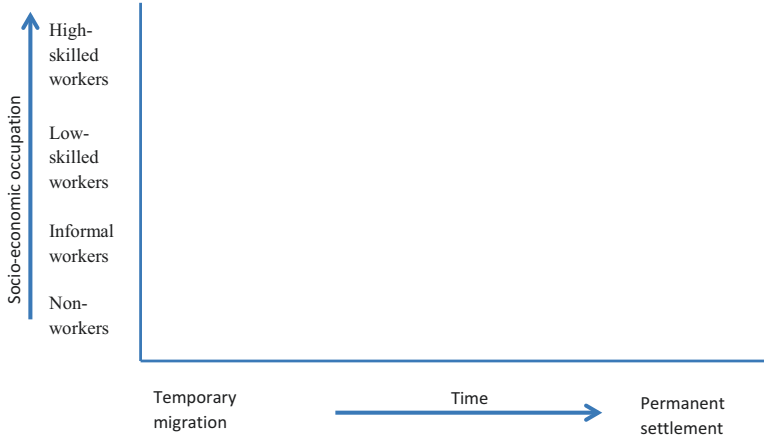 Socio-economic occupation
High-
skilled
workers
Low-
skilled
workers
Informal
workers
Non-
workers
Temporary
migration
Time
Permanent
settlement